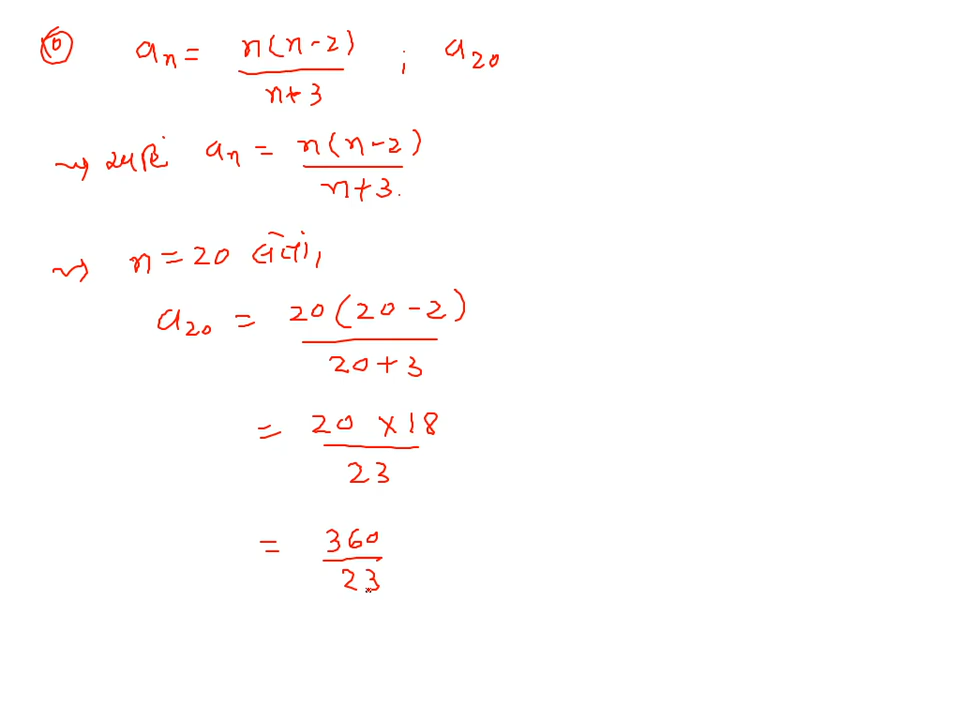 aₙ = n(n-2) / n+3 ; a₂₀
⇝ અહીં aₙ = n(n-2) / n+3.
⇝ n = 20 લેતાં,
a₂₀ = 20(20-2) / 20+3
= 20 × 18 / 23
= 360 / 23